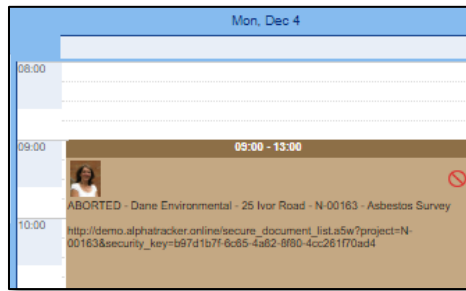 Mon, Dec 4
08:00
09:00
09:00 - 13:00
ABORTED - Dane Environmental - 25 Ivor Road - N-00163 - Asbestos Survey
10:00
http://demo.alphatracker.online/secure_document_list.a5w?project=N-
00163&security_key=b97d1b7f-6c65-4a82-8f80-4cc261f70ad4